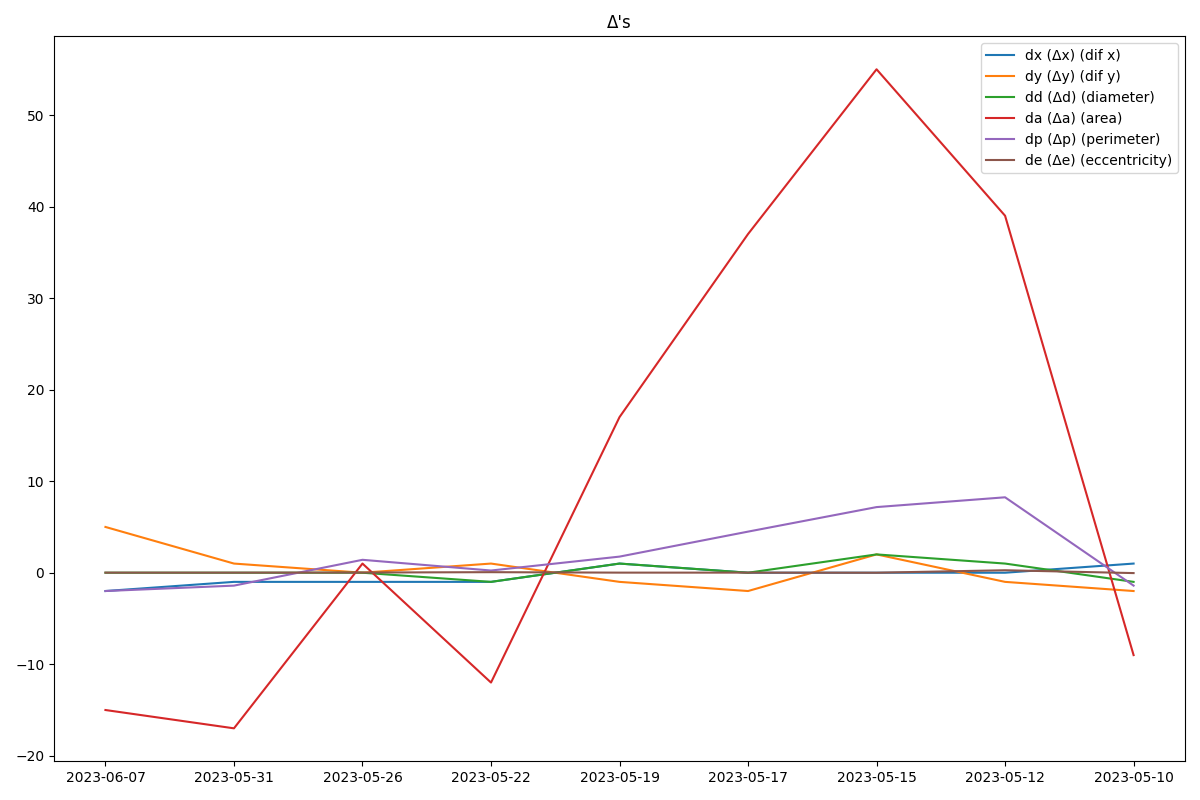 Δ's
dx (Δx) (dif x)
dy (Δy) (dif y)
dd (Δd) (diameter)
da (Δa) (area)
dp (Δp) (perimeter)
de (Δe) (eccentricity)
50
40
30
20
10
0
−10
−20
2023-06-07 2023-05-31 2023-05-26 2023-05-22 2023-05-19 2023-05-17 2023-05-15 2023-05-12 2023-05-10